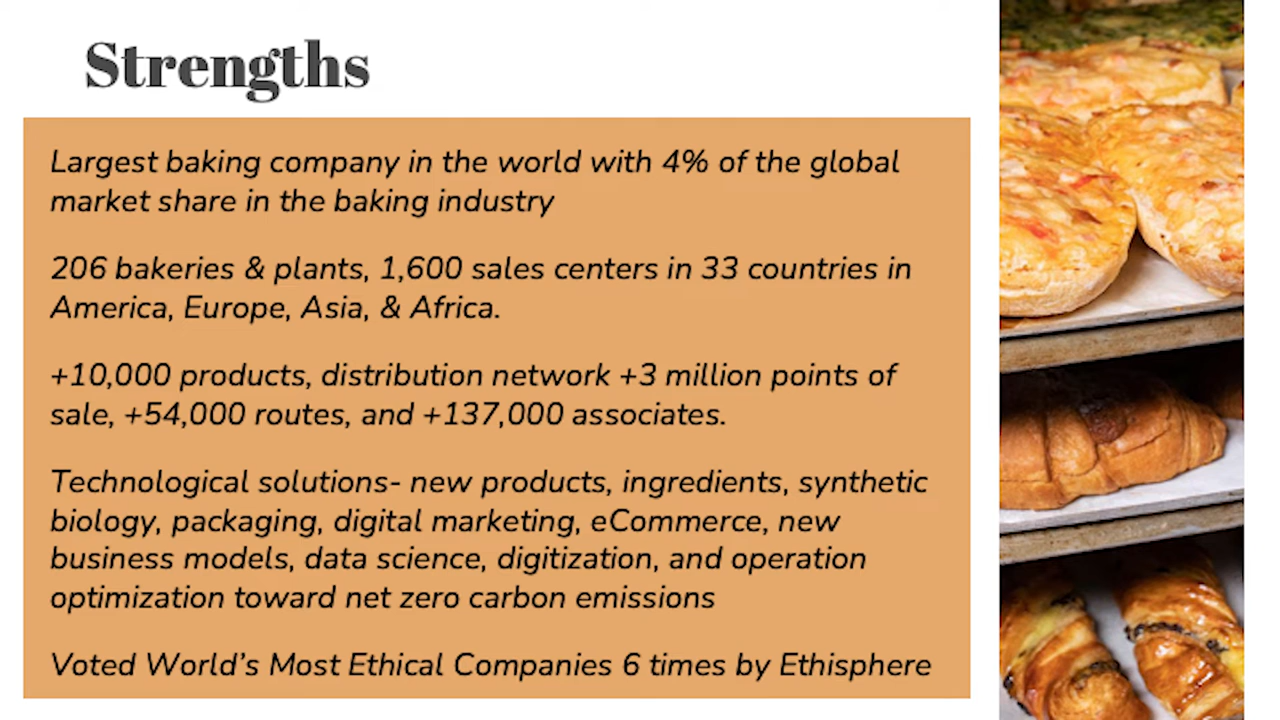 Strengths
Largest baking company in the world with 4% of the global
market share in the baking industry
206 bakeries & plants, 1,600 sales centers in 33 countries in
America, Europe, Asia, & Africa.
+10,000 products, distribution network +3 million points of
sale, +54,000 routes, and +137,000 associates.
Technological solutions- new products, ingredients, synthetic
biology, packaging, digital marketing, eCommerce, new
business models, data science, digitization, and operation
optimization toward net zero carbon emissions
Voted World’s Most Ethical Companies 6 times by Ethisphere